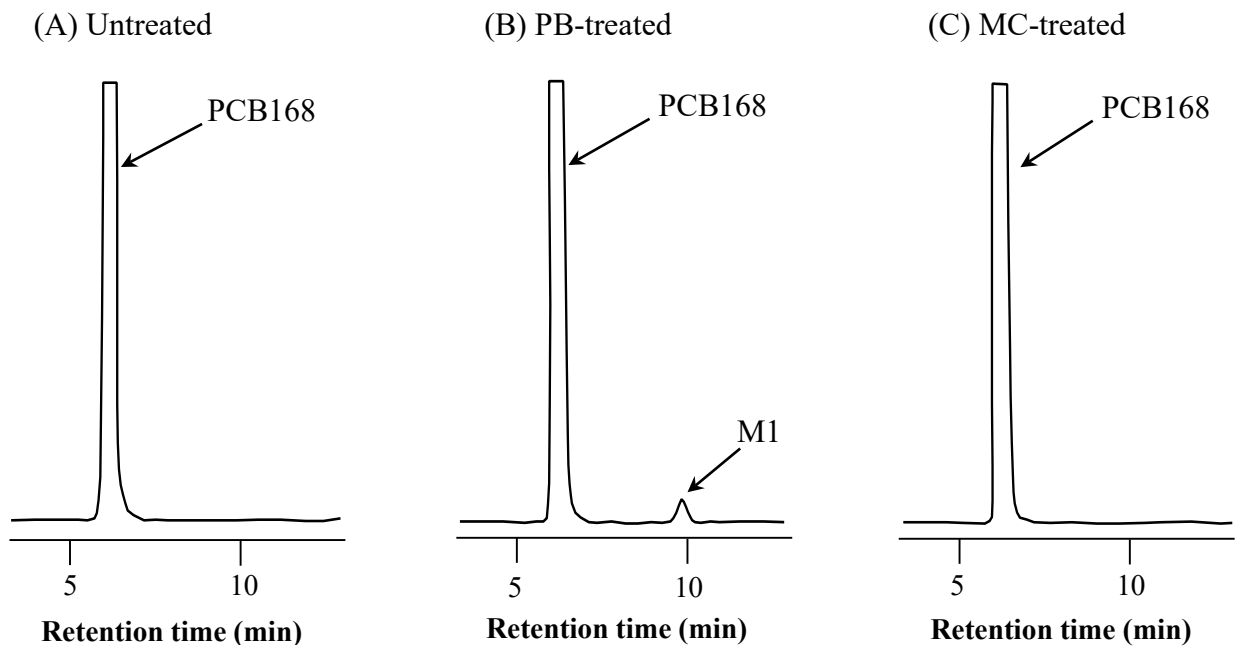 (A) Untreated
(B) PB-treated
(C) MC-treated
PCB168
PCB168
PCB168
M1
5
10
5
10
5
10
Retention time (min)
Retention time (min)
Retention time (min)